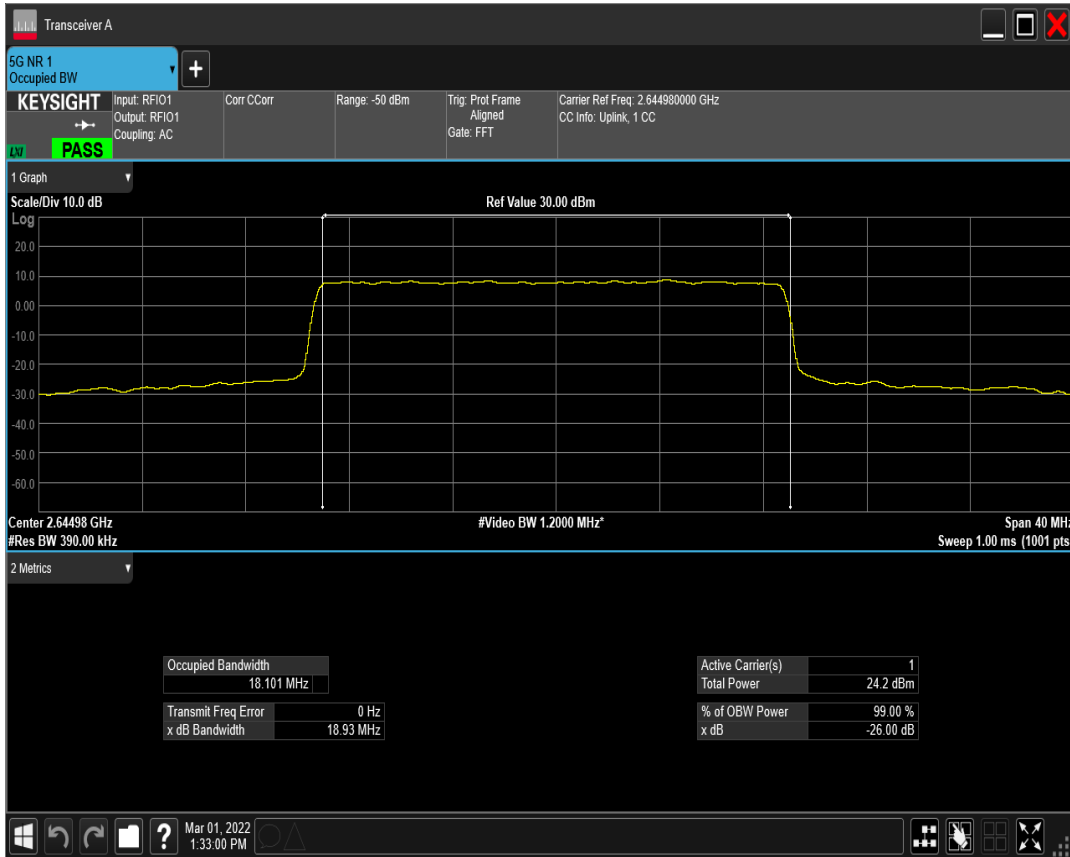 Transceiver A
5G NR 1
Occupied BW
KEYSIGHT
LXI
PASS
Input: RFIO1
Output: RFIO1
Coupling: AC
Corr CCorr
Range: -50 dBm
Trig: Prot Frame
Aligned
Gate: FFT
Carrier Ref Freq: 2.644980000 GHz
CC Info: Uplink, 1 CC
1 Graph
Scale/Div 10.0 dB
Ref Value 30.00 dBm
Log
20.0
10.0
0.00
-10.0
-20.0
-30.0
-40.0
-50.0
-60.0
Center 2.64498 GHz
#Video BW 1.2000 MHz*
Span 40 MHz
#Res BW 390.00 kHz
Sweep 1.00 ms (1001 pts
2 Metrics
Occupied Bandwidth
18.101 MHz
Transmit Freq Error 0 Hz
x dB Bandwidth 18.93 MHz
Active Carrier(s) 1
Total Power 24.2 dBm
% of OBW Power 99.00 %
x dB -26.00 dB
?
Mar 01, 2022
1:33:00 PM